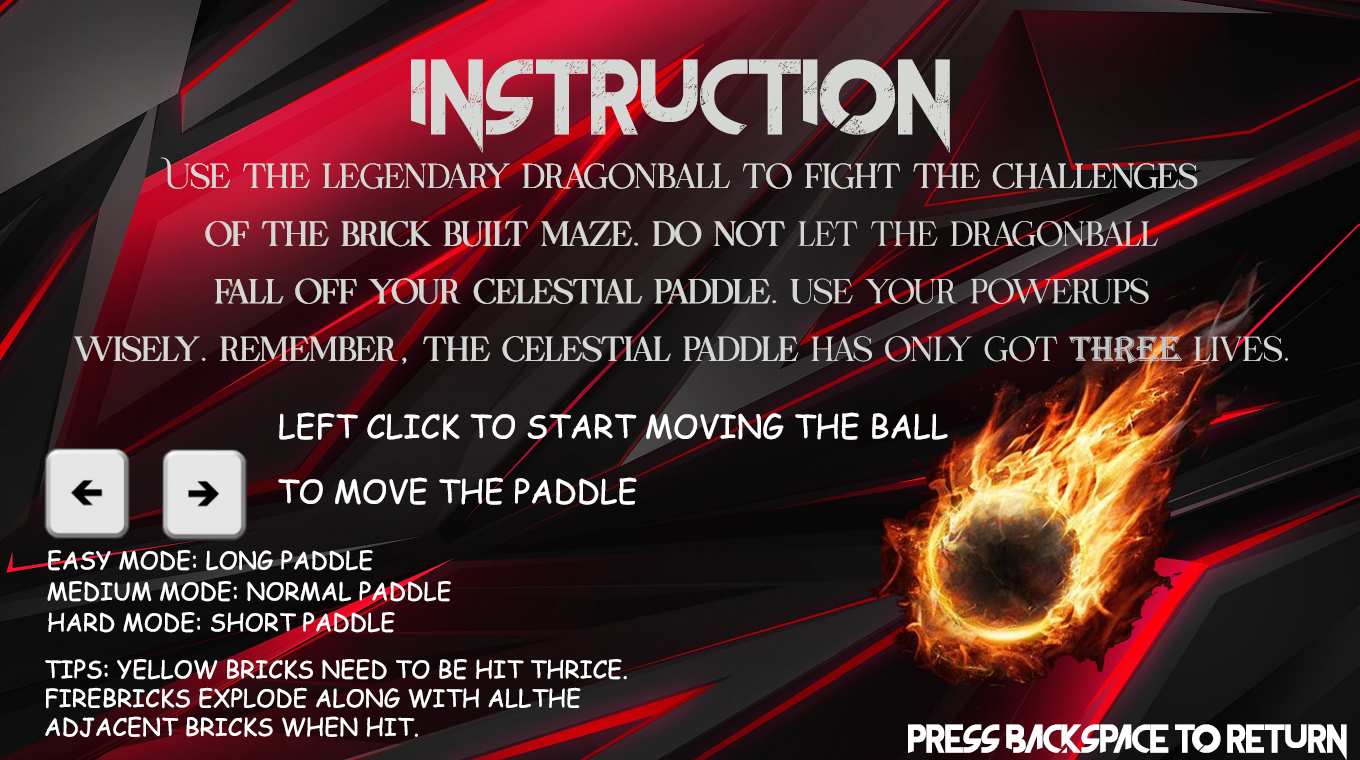 INSTRUCTION
USE THE LEGENDARY DRAGONBALL TO FIGHT THE CHALLENGES
OF THE BRICK BUILT MAZE. DO NOT LET THE DRAGONBALL
FALL OFF YOUR CELESTIAL PADDLE. USE YOUR POWERUPS
WISELY. REMEMBER, THE CELESTIAL PADDLE HAS ONLY GOT THREE LIVES.
LEFT CLICK TO START MOVING THE BALL
← → TO MOVE THE PADDLE
EASY MODE: LONG PADDLE
MEDIUM MODE: NORMAL PADDLE
HARD MODE: SHORT PADDLE
TIPS: YELLOW BRICKS NEED TO BE HIT THRICE.
FIREBRICKS EXPLODE ALONG WITH ALLTHE
ADJACENT BRICKS WHEN HIT.
PRESS BACKSPACE TO RETURN